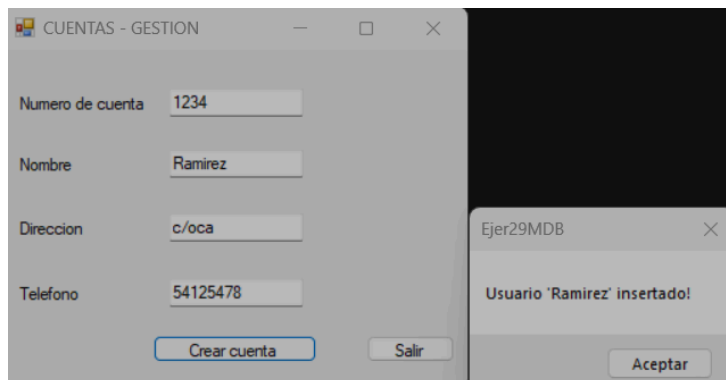 CUENTAS - GESTION
Numero de cuenta 1234
Nombre Ramirez
Direccion c/oca
Telefono 54125478
Crear cuenta Salir
Ejer29MDB
Usuario 'Ramirez' insertado!
Aceptar